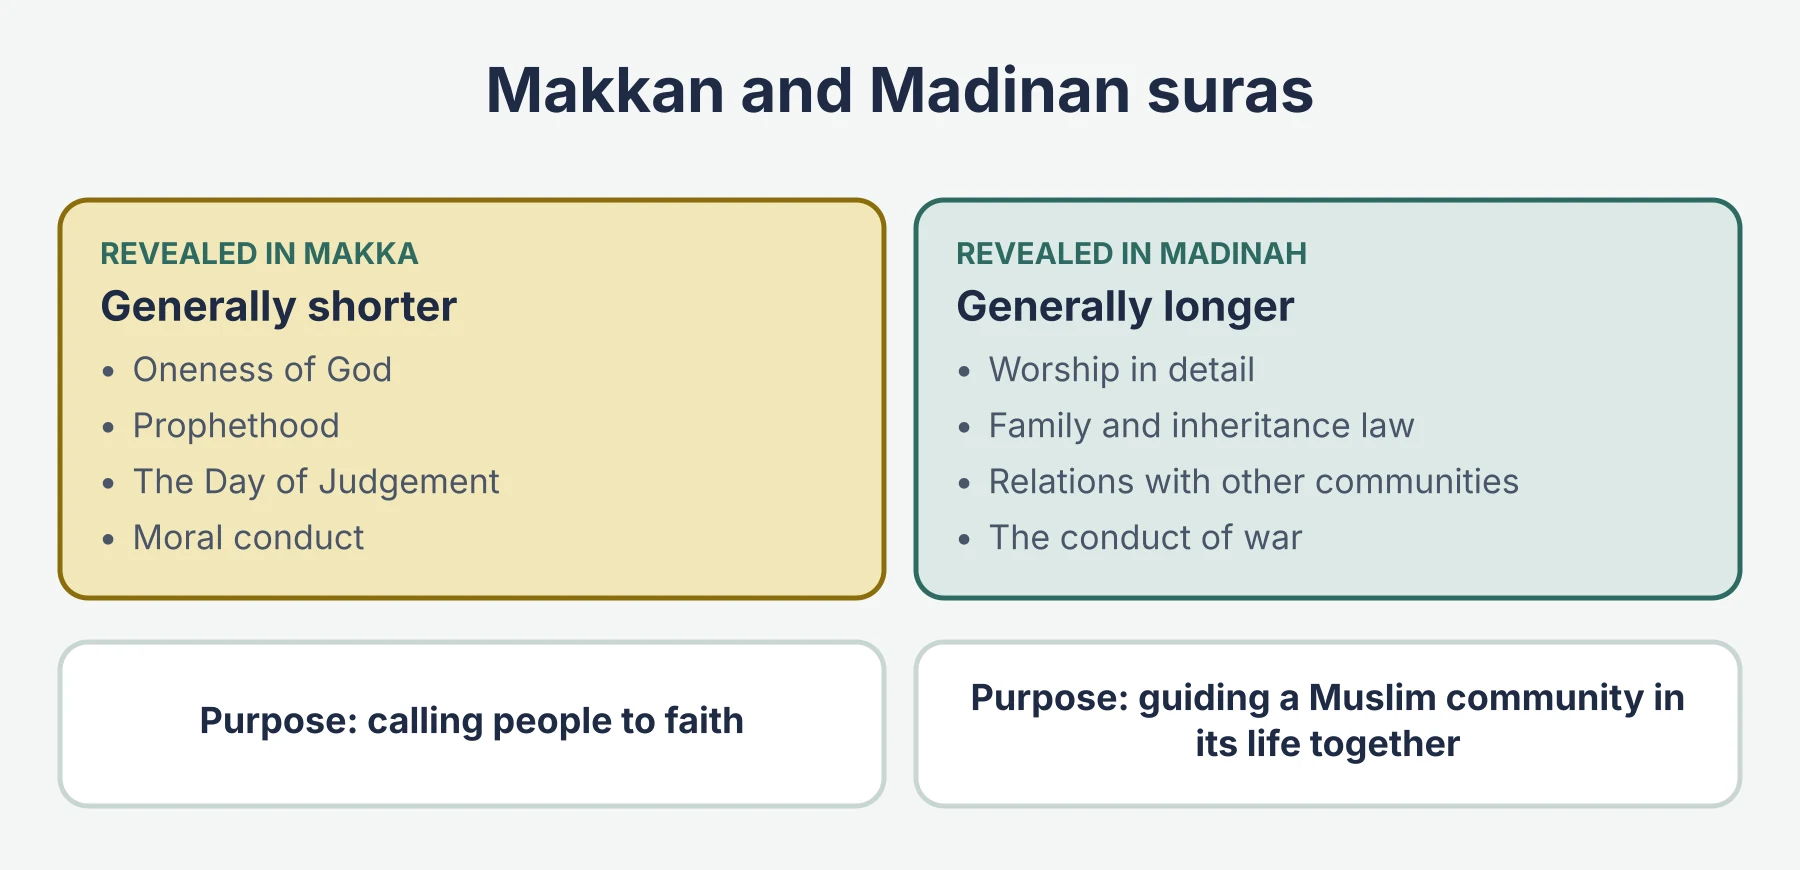 Makkan and Madinan suras
REVEALED IN MAKKA
Generally shorter
• Oneness of God
• Prophethood
• The Day of Judgement
• Moral conduct
REVEALED IN MADINAH
Generally longer
• Worship in detail
• Family and inheritance law
• Relations with other communities
• The conduct of war
Purpose: calling people to faith
Purpose: guiding a Muslim community in
its life together